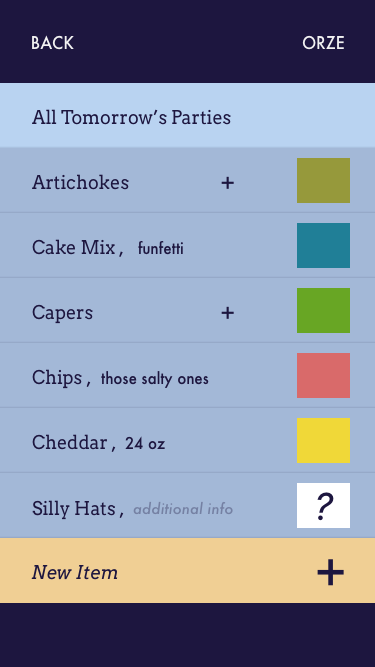 BACK ORZE
All Tomorrow’s Parties
Artichokes +
Cake Mix, funfetti
Capers +
Chips, those salty ones
Cheddar, 24 oz
Silly Hats, additional info ?
New Item +